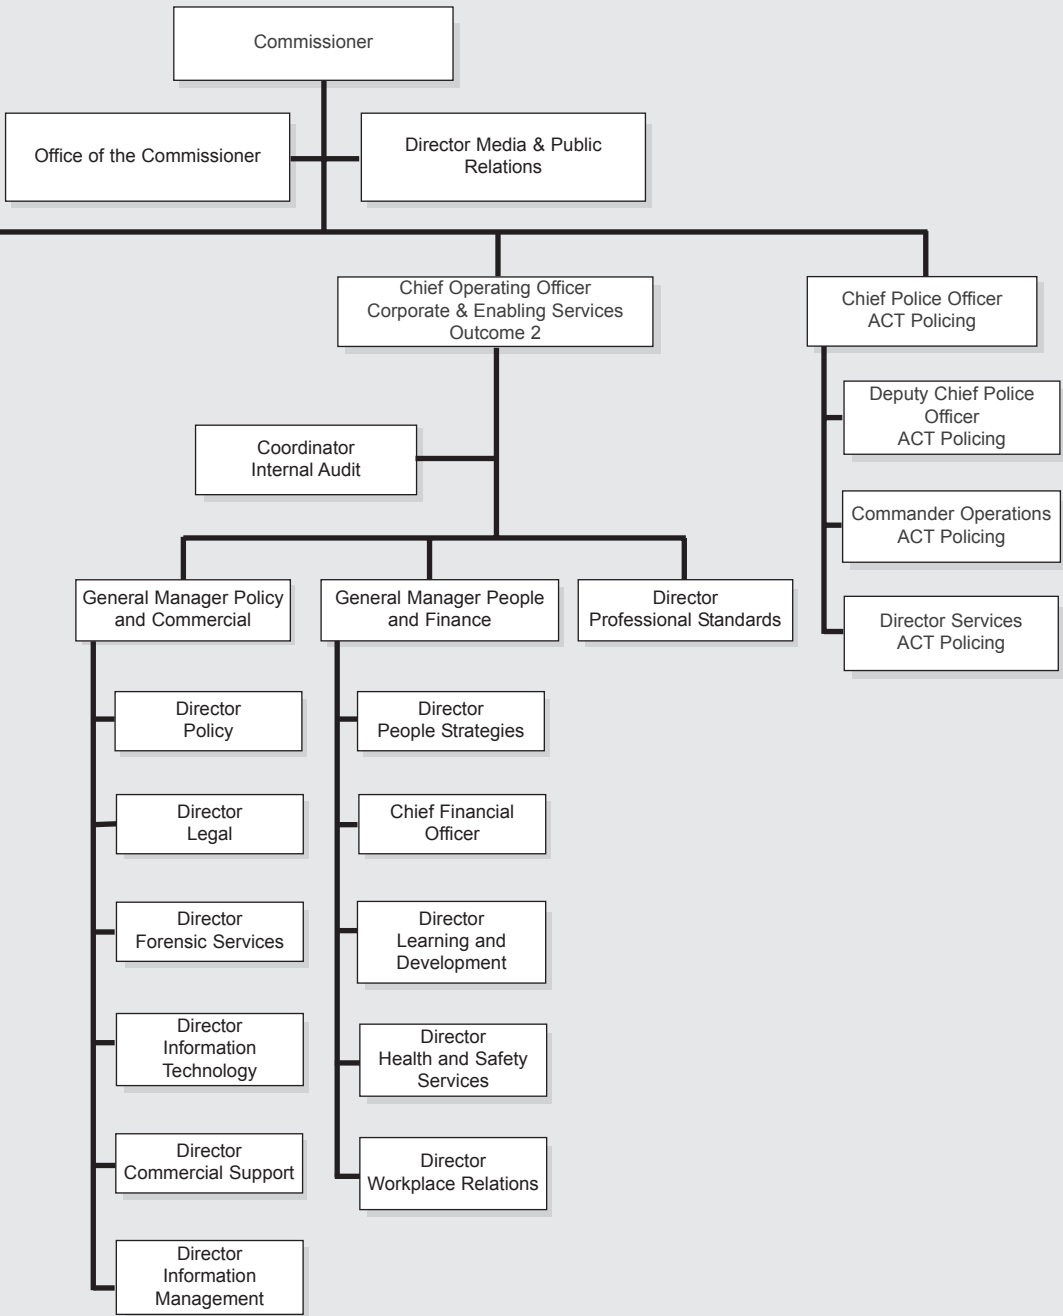 Commissioner
Office of the Commissioner
Director Media & Public
Relations
Chief Operating Officer
Corporate & Enabling Services
Outcome 2
Chief Police Officer
ACT Policing
Deputy Chief Police
Officer
ACT Policing
Coordinator
Internal Audit
Commander Operations
ACT Policing
General Manager Policy
and Commercial
General Manager People
and Finance
Director
Professional Standards
Director Services
ACT Policing
Director
Policy
Director
People Strategies
Director
Legal
Chief Financial
Officer
Director
Forensic Services
Director
Learning and
Development
Director
Information
Technology
Director
Health and Safety
Services
Director
Commercial Support
Director
Workplace Relations
Director
Information
Management